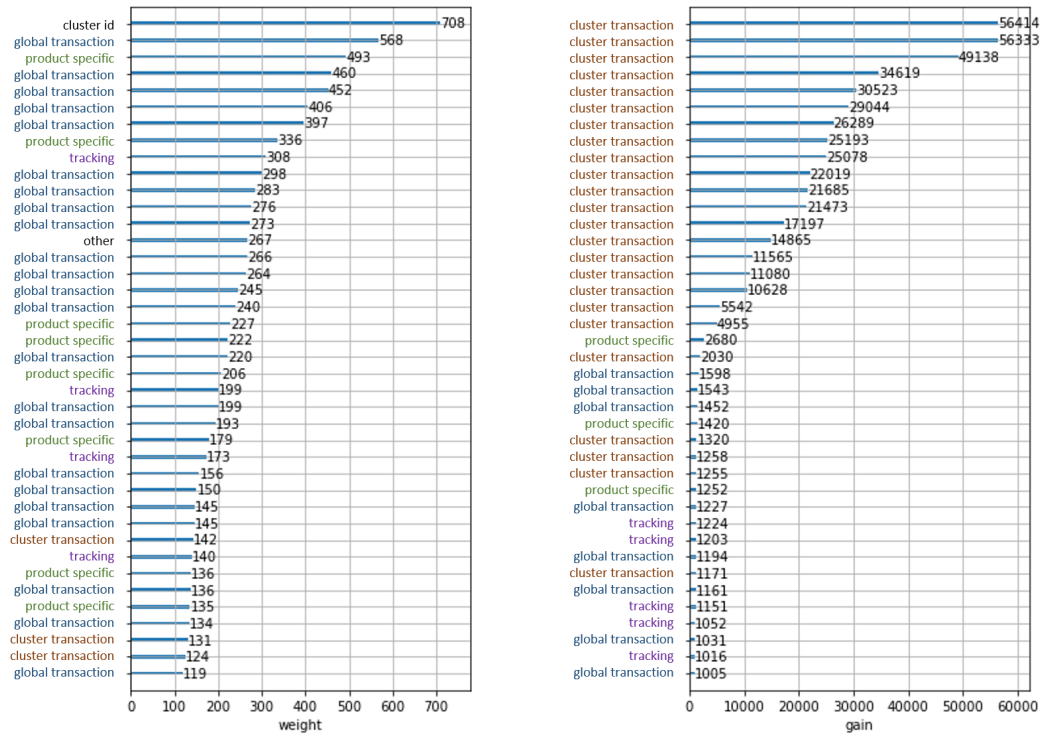 cluster id 708
global transaction 568
product specific 493
global transaction 460
global transaction 452
global transaction 406
global transaction 397
product specific 336
tracking 308
global transaction 298
global transaction 283
global transaction 276
global transaction 273
other 267
global transaction 266
global transaction 264
global transaction 245
global transaction 240
product specific 227
product specific 222
global transaction 220
product specific 206
tracking 199
global transaction 199
global transaction 193
product specific 179
tracking 173
global transaction 156
global transaction 150
global transaction 145
global transaction 145
cluster transaction 142
tracking 140
product specific 136
global transaction 136
product specific 135
global transaction 134
cluster transaction 131
cluster transaction 124
global transaction 119
0 100 200 300 400 500 600 700
weight
cluster transaction 56414
cluster transaction 56333
cluster transaction 49138
cluster transaction 34619
cluster transaction 30523
cluster transaction 29044
cluster transaction 26289
cluster transaction 25193
cluster transaction 25078
cluster transaction 22019
cluster transaction 21685
cluster transaction 21473
cluster transaction 17197
cluster transaction 14865
cluster transaction 11565
cluster transaction 11080
cluster transaction 10628
cluster transaction 5542
cluster transaction 4955
product specific 2680
cluster transaction 2030
global transaction 1598
global transaction 1543
global transaction 1452
product specific 1420
cluster transaction 1320
cluster transaction 1258
cluster transaction 1255
product specific 1252
global transaction 1227
tracking 1224
tracking 1203
global transaction 1194
cluster transaction 1171
global transaction 1161
tracking 1151
tracking 1052
global transaction 1031
tracking 1016
global transaction 1005
0 10000 20000 30000 40000 50000 60000
gain